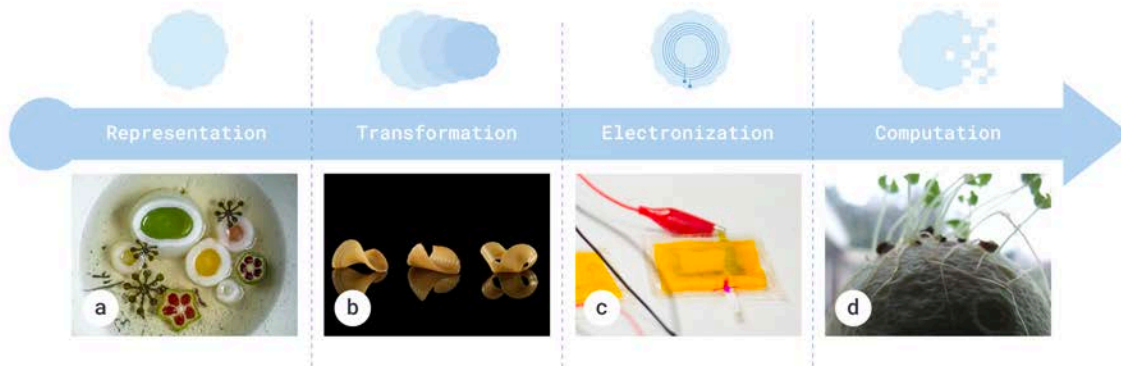 Representation
Transformation
Electronization
Computation
a
b
c
d